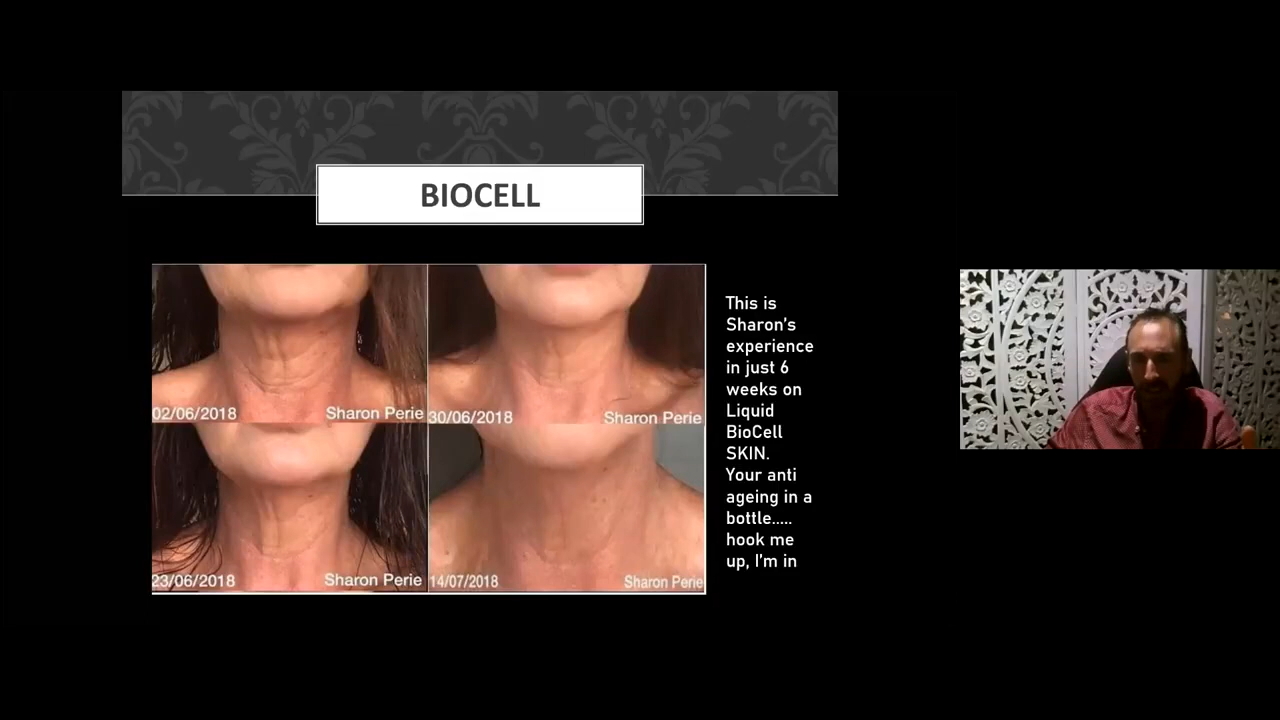 BIOCELL
02/06/2018
Sharon Perie
30/06/2018
Sharon Perie
23/06/2018
Sharon Perie
14/07/2018
Sharon Perie
This is
Sharon's
experience
in just 6
weeks on
Liquid
BioCell
SKIN.
Your anti
ageing in a
bottle.....
hook me
up, I'm in